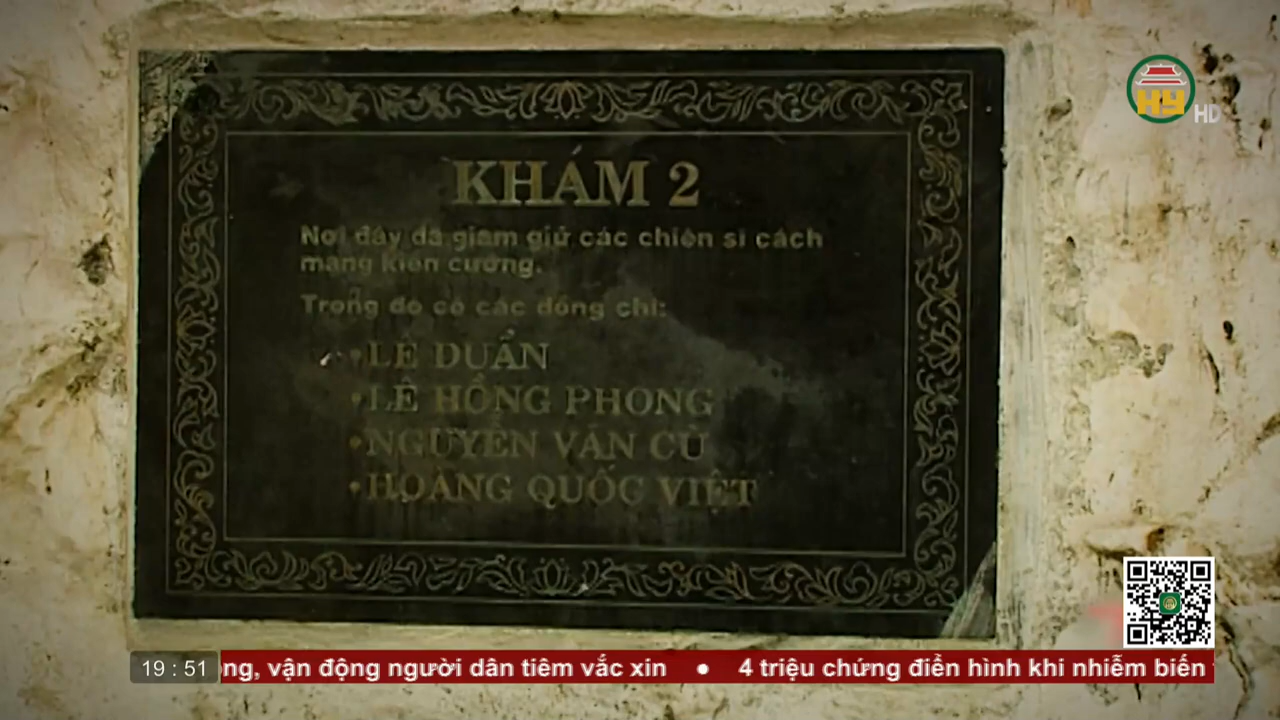 KHÁM 2
Nơi đây đã giam giữ các chiến sĩ cách
mạng kiên cường.
Trong đó có các đồng chí:
•LÊ DUẨN
•LÊ HỒNG PHONG
•NGUYỄN VĂN CỪ
•HOÀNG QUỐC VIỆT
HY HD
19 : 51 ng, vận động người dân tiêm vắc xin • 4 triệu chứng điển hình khi nhiễm biến